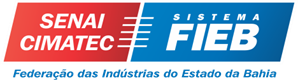 SENAI
CIMATEC
SISTEMA
FIEB
Federação das Indústrias do Estado da Bahia